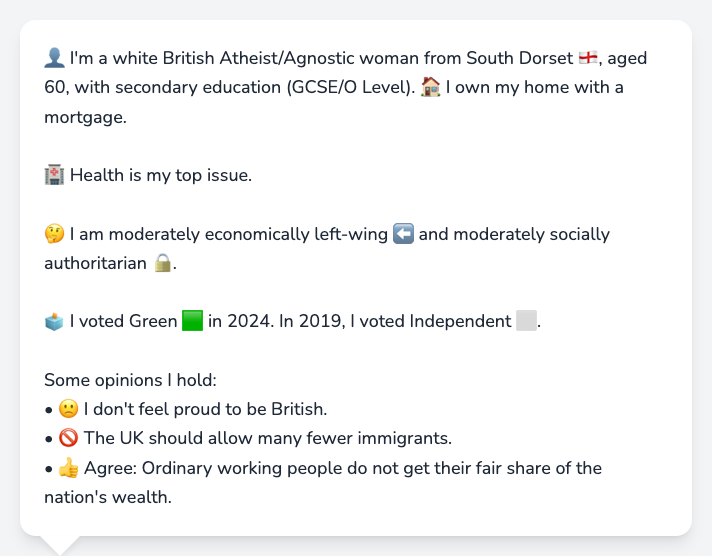 👤 I'm a white British Atheist/Agnostic woman from South Dorset 🏴󠁧󠁢󠁥󠁮󠁧󠁿, aged
60, with secondary education (GCSE/O Level). 🏠 I own my home with a
mortgage.
🏥 Health is my top issue.
🤔 I am moderately economically left-wing ⬅️ and moderately socially
authoritarian 🔒.
🗳️ I voted Green 🟩 in 2024. In 2019, I voted Independent ⬜.
Some opinions I hold:
• 🙁 I don't feel proud to be British.
• 🚫 The UK should allow many fewer immigrants.
• 👍 Agree: Ordinary working people do not get their fair share of the
nation's wealth.